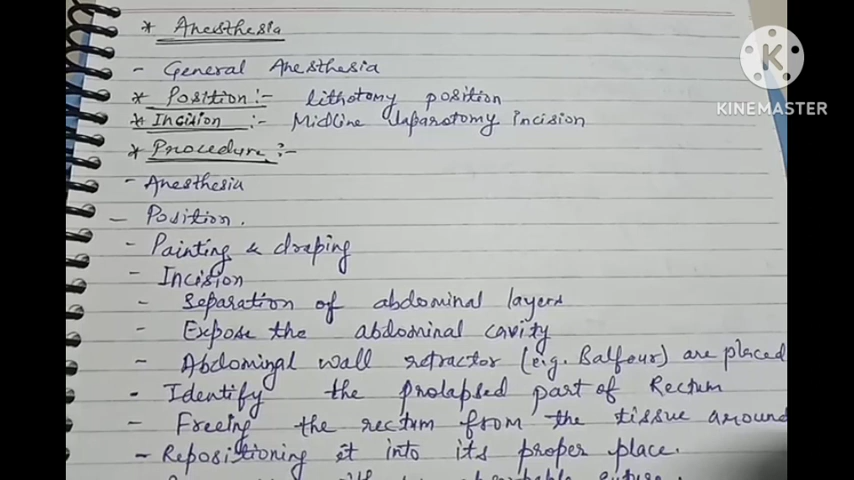 * Anesthesia
- General Anesthesia
* Position :- lithotomy position
* Incision :- Midline laparotomy incision
* Procedure :-
- Anesthesia
- Position.
- Painting & draping
- Incision
- Separation of abdominal layers
- Expose the abdominal cavity
- Abdominal wall retractor (e.g. Balfour) are placed
- Identify the prolapsed part of Rectum
- Freeing the rectum from the tissue around
- Repositioning it into its proper place.
K
KINEMASTER